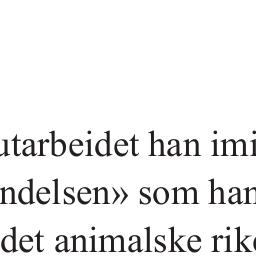 utarbeidet han imi
ndelsen» som han
det animalske rik